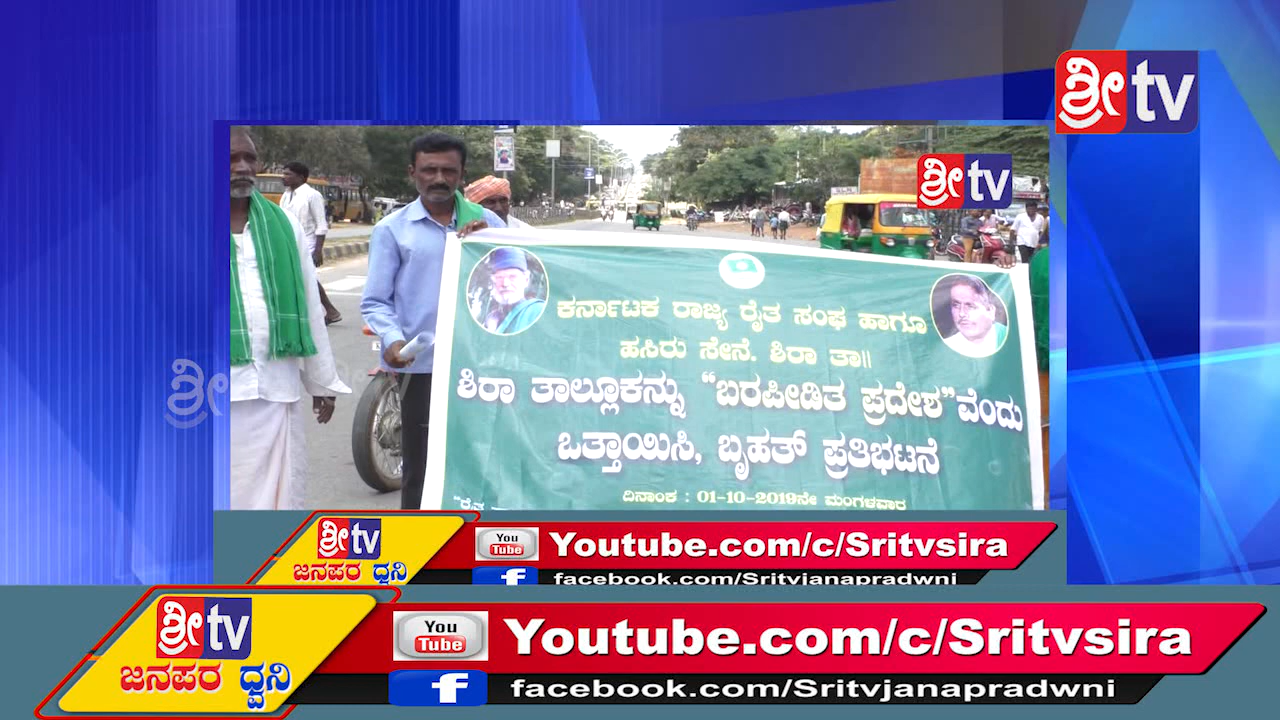 ಶ್ರೀ tv
ಶ್ರೀ tv
ಕರ್ನಾಟಕ ರಾಜ್ಯ ರೈತ ಸಂಘ ಹಾಗೂ
ಹಸಿರು ಸೇನೆ. ಶಿರಾ ತಾ||
ಶಿರಾ ತಾಲ್ಲೂಕನ್ನು "ಬರಪೀಡಿತ ಪ್ರದೇಶ"ವೆಂದು
ಒತ್ತಾಯಿಸಿ, ಬೃಹತ್ ಪ್ರತಿಭಟನೆ
ದಿನಾಂಕ : 01-10-2019ನೇ ಮಂಗಳವಾರ
ಶ್ರೀ
ಶ್ರೀ tv
ಜನಪರ ಧ್ವನಿ
You Tube Youtube.com/c/Sritvsira
f facebook.com/Sritvjanapradwni
ಶ್ರೀ tv
ಜನಪರ ಧ್ವನಿ
You Tube Youtube.com/c/Sritvsira
f facebook.com/Sritvjanapradwni